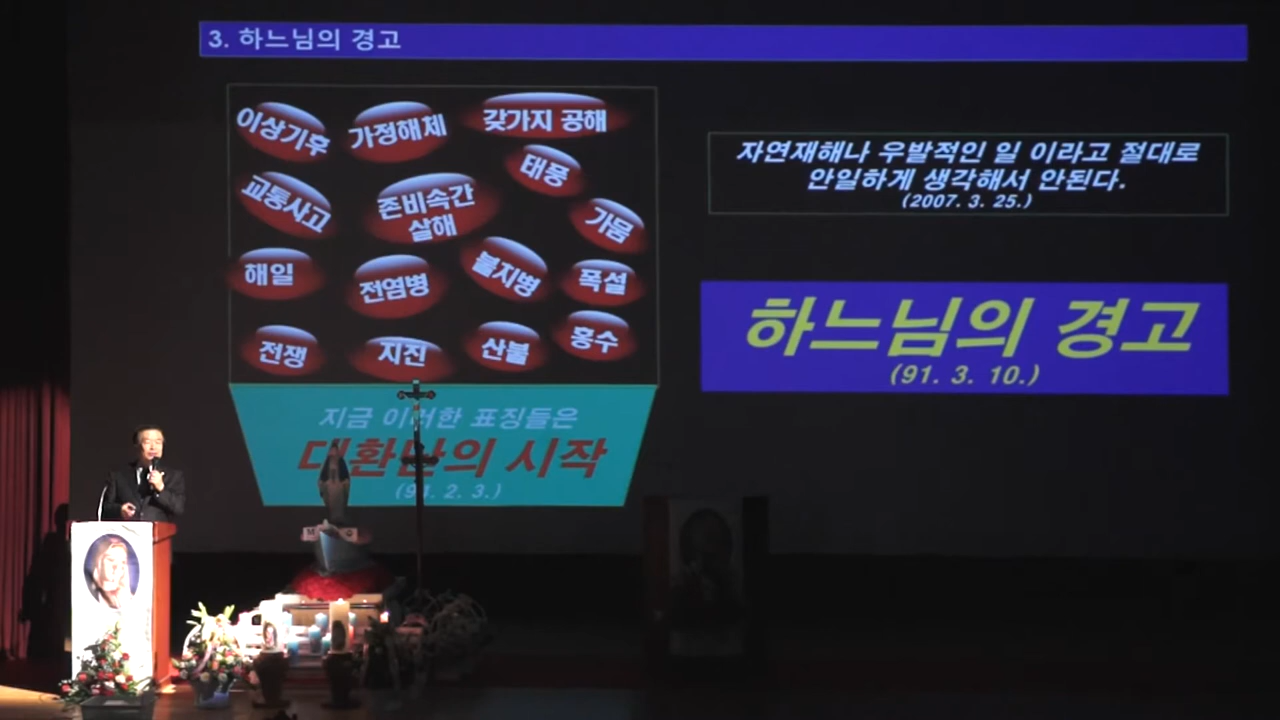 3. 하느님의 경고
이상기후
가정해체
갖가지 공해
태풍
교통사고
존비속간
살해
가뭄
해일
전염병
불치병
폭설
전쟁
지진
산불
홍수
지금 이러한 표징들은
대환난의 시작
(91. 2. 3.)
자연재해나 우발적인 일 이라고 절대로
안일하게 생각해서 안된다.
(2007. 3. 25.)
하느님의 경고
(91. 3. 10.)